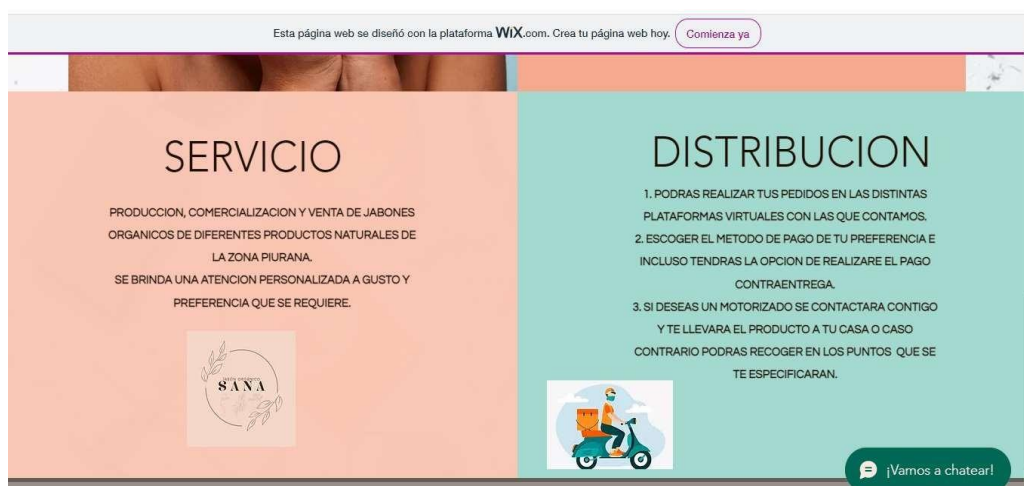 Esta página web se diseñó con la plataforma WiX.com. Crea tu página web hoy. Comienza ya
SERVICIO
PRODUCCION, COMERCIALIZACION Y VENTA DE JABONES
ORGANICOS DE DIFERENTES PRODUCTOS NATURALES DE
LA ZONA PIURANA.
SE BRINDA UNA ATENCION PERSONALIZADA A GUSTO Y
PREFERENCIA QUE SE REQUIERE.
SANA
DISTRIBUCION
1. PODRAS REALIZAR TUS PEDIDOS EN LAS DISTINTAS
PLATAFORMAS VIRTUALES CON LAS QUE CONTAMOS.
2. ESCOGER EL METODO DE PAGO DE TU PREFERENCIA E
INCLUSO TENDRAS LA OPCION DE REALIZARE EL PAGO
CONTRAENTREGA.
3. SI DESEAS UN MOTORIZADO SE CONTACTARA CONTIGO
Y TE LLEVARA EL PRODUCTO A TU CASA O CASO
CONTRARIO PODRAS RECOGER EN LOS PUNTOS QUE SE
TE ESPECIFICARAN.
¡Vamos a chatear!